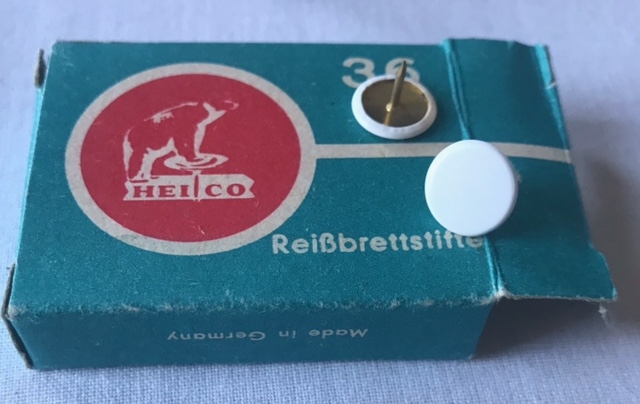 36
HEICO
Reißbrettstifte
Made in Germany